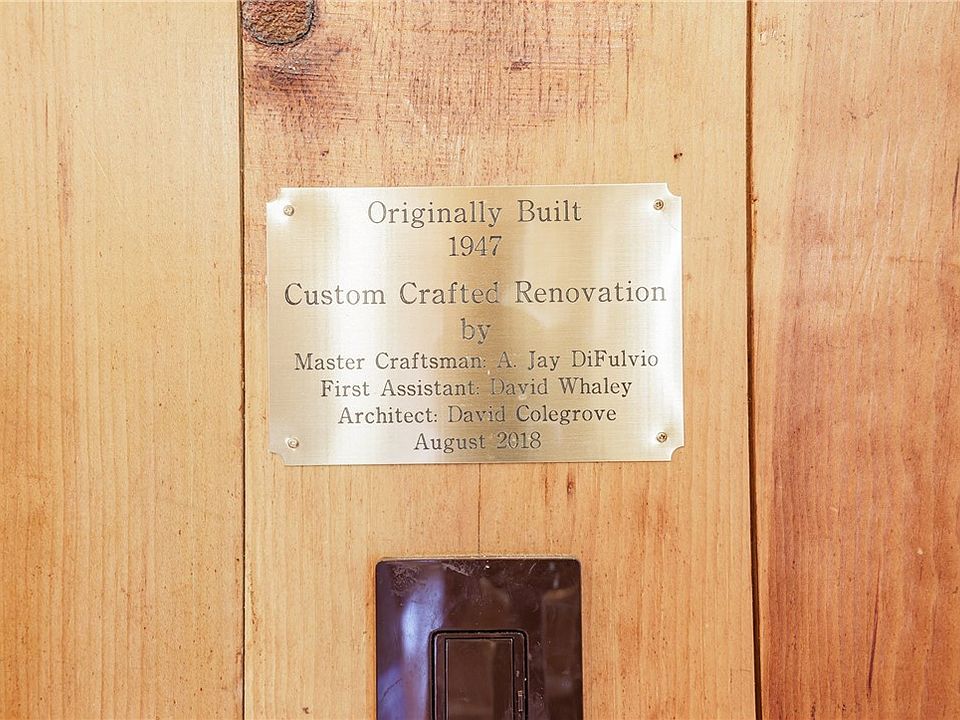 Originally Built
1947
Custom Crafted Renovation
by
Master Craftsman: A. Jay DiFulvio
First Assistant: David Whaley
Architect: David Colegrove
August 2018